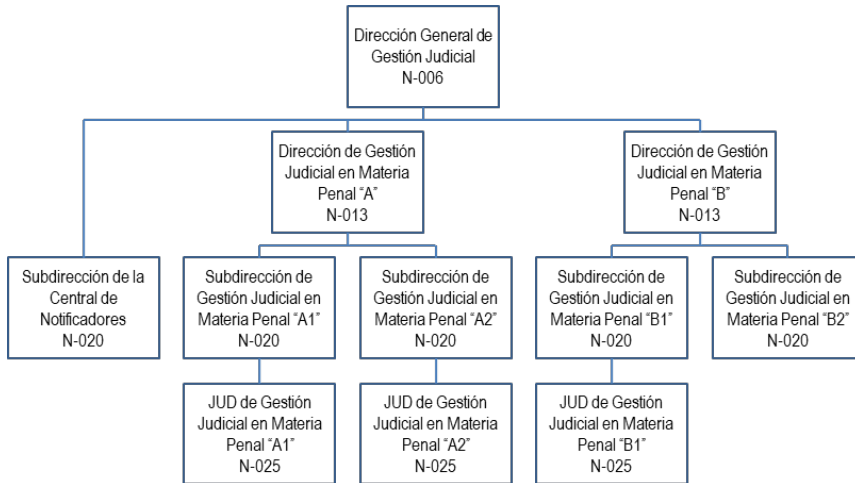 Dirección General de
Gestión Judicial
N-006
Dirección de Gestión
Judicial en Materia
Penal “A”
N-013
Dirección de Gestión
Judicial en Materia
Penal “B”
N-013
Subdirección de la
Central de
Notificadores
N-020
Subdirección de
Gestión Judicial en
Materia Penal “A1”
N-020
Subdirección de
Gestión Judicial en
Materia Penal “A2”
N-020
Subdirección de
Gestión Judicial en
Materia Penal “B1”
N-020
Subdirección de
Gestión Judicial en
Materia Penal “B2”
N-020
JUD de Gestión
Judicial en Materia
Penal “A1”
N-025
JUD de Gestión
Judicial en Materia
Penal “A2”
N-025
JUD de Gestión
Judicial en Materia
Penal “B1”
N-025